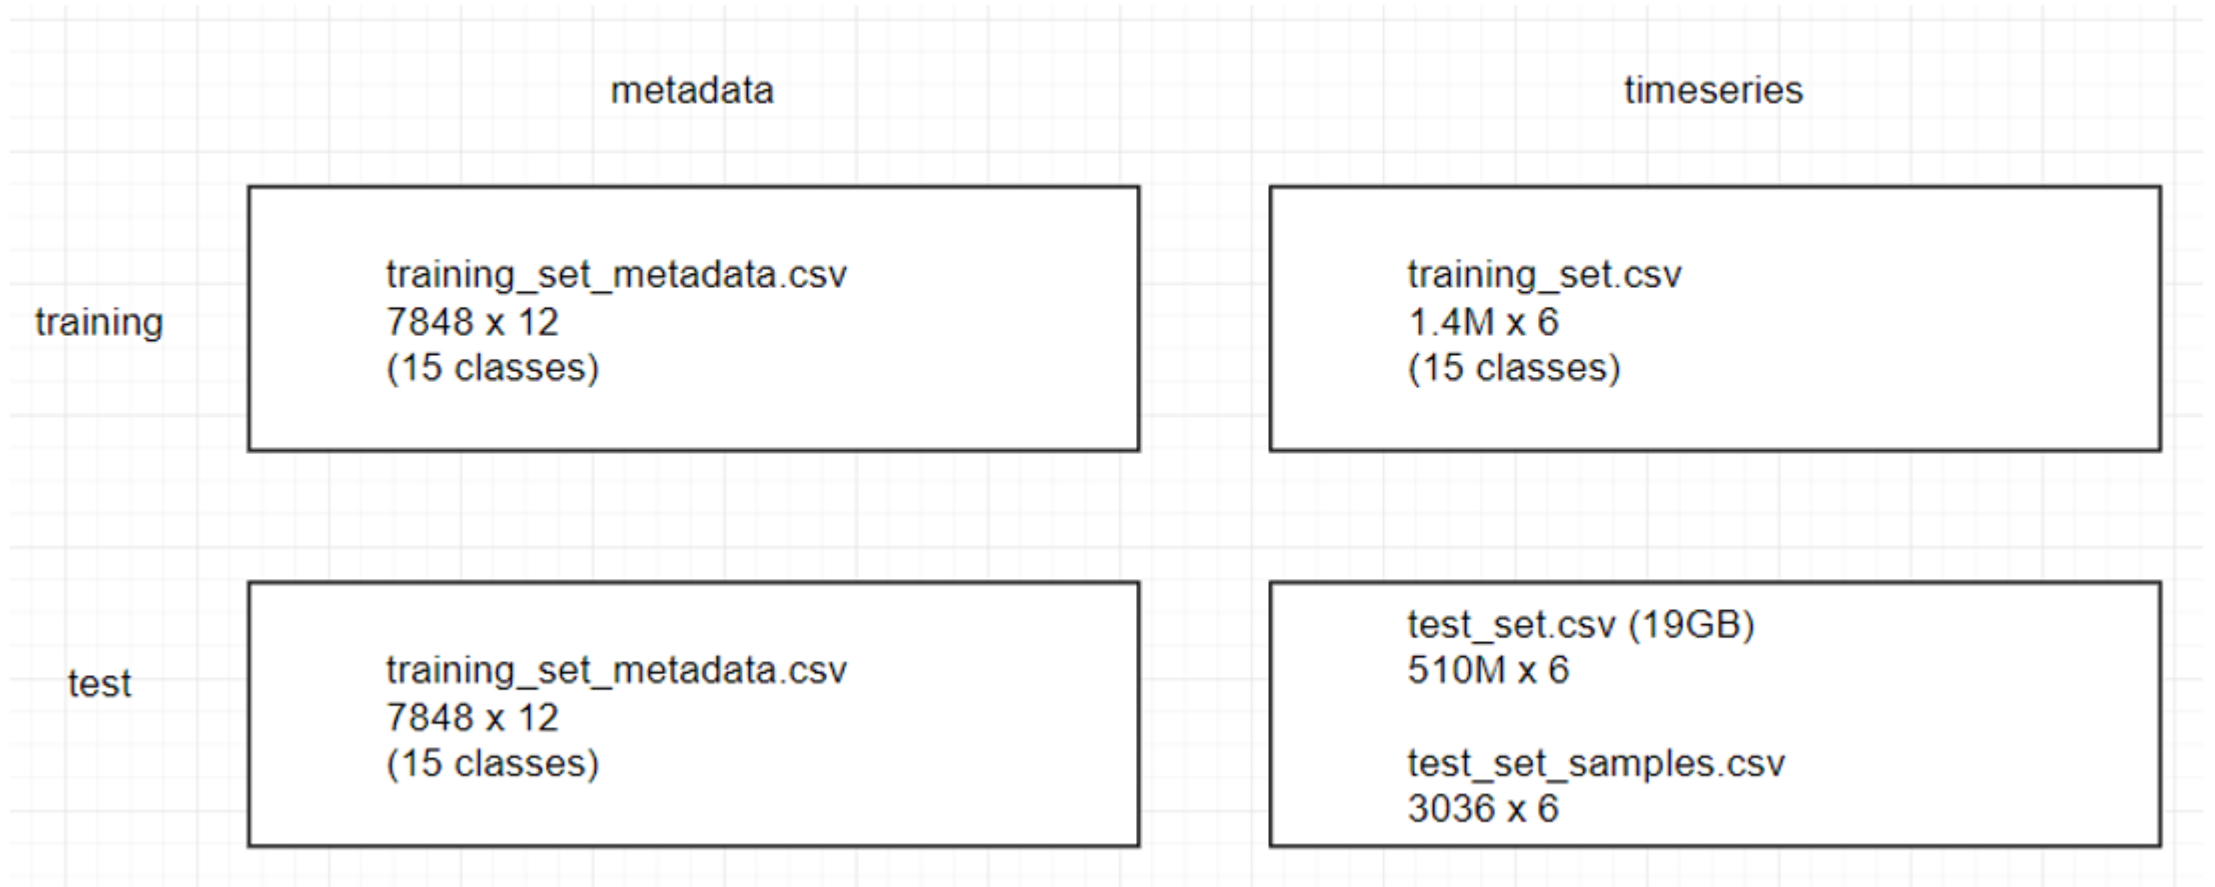 metadata
timeseries
training
training_set_metadata.csv
7848 x 12
(15 classes)
training_set.csv
1.4M x 6
(15 classes)
test
training_set_metadata.csv
7848 x 12
(15 classes)
test_set.csv (19GB)
510M x 6
test_set_samples.csv
3036 x 6